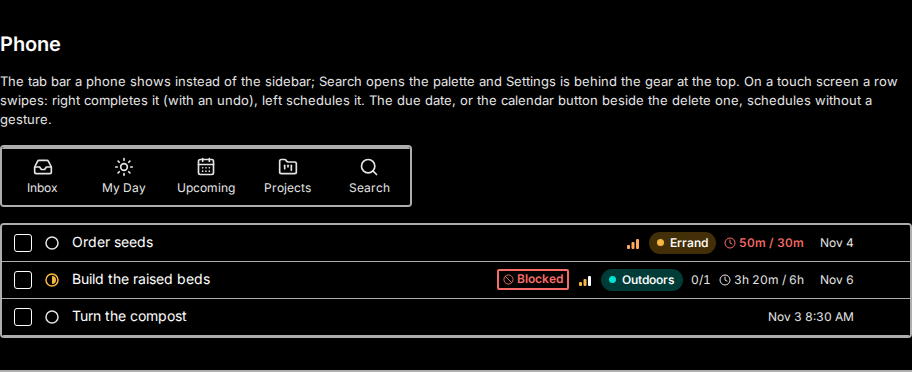 Phone
The tab bar a phone shows instead of the sidebar; Search opens the palette and Settings is behind the gear at the top. On a touch screen a row
swipes: right completes it (with an undo), left schedules it. The due date, or the calendar button beside the delete one, schedules without a
gesture.
Inbox My Day Upcoming Projects Search
Order seeds Errand 50m / 30m Nov 4
Build the raised beds Blocked Outdoors 0/1 3h 20m / 6h Nov 6
Turn the compost Nov 3 8:30 AM